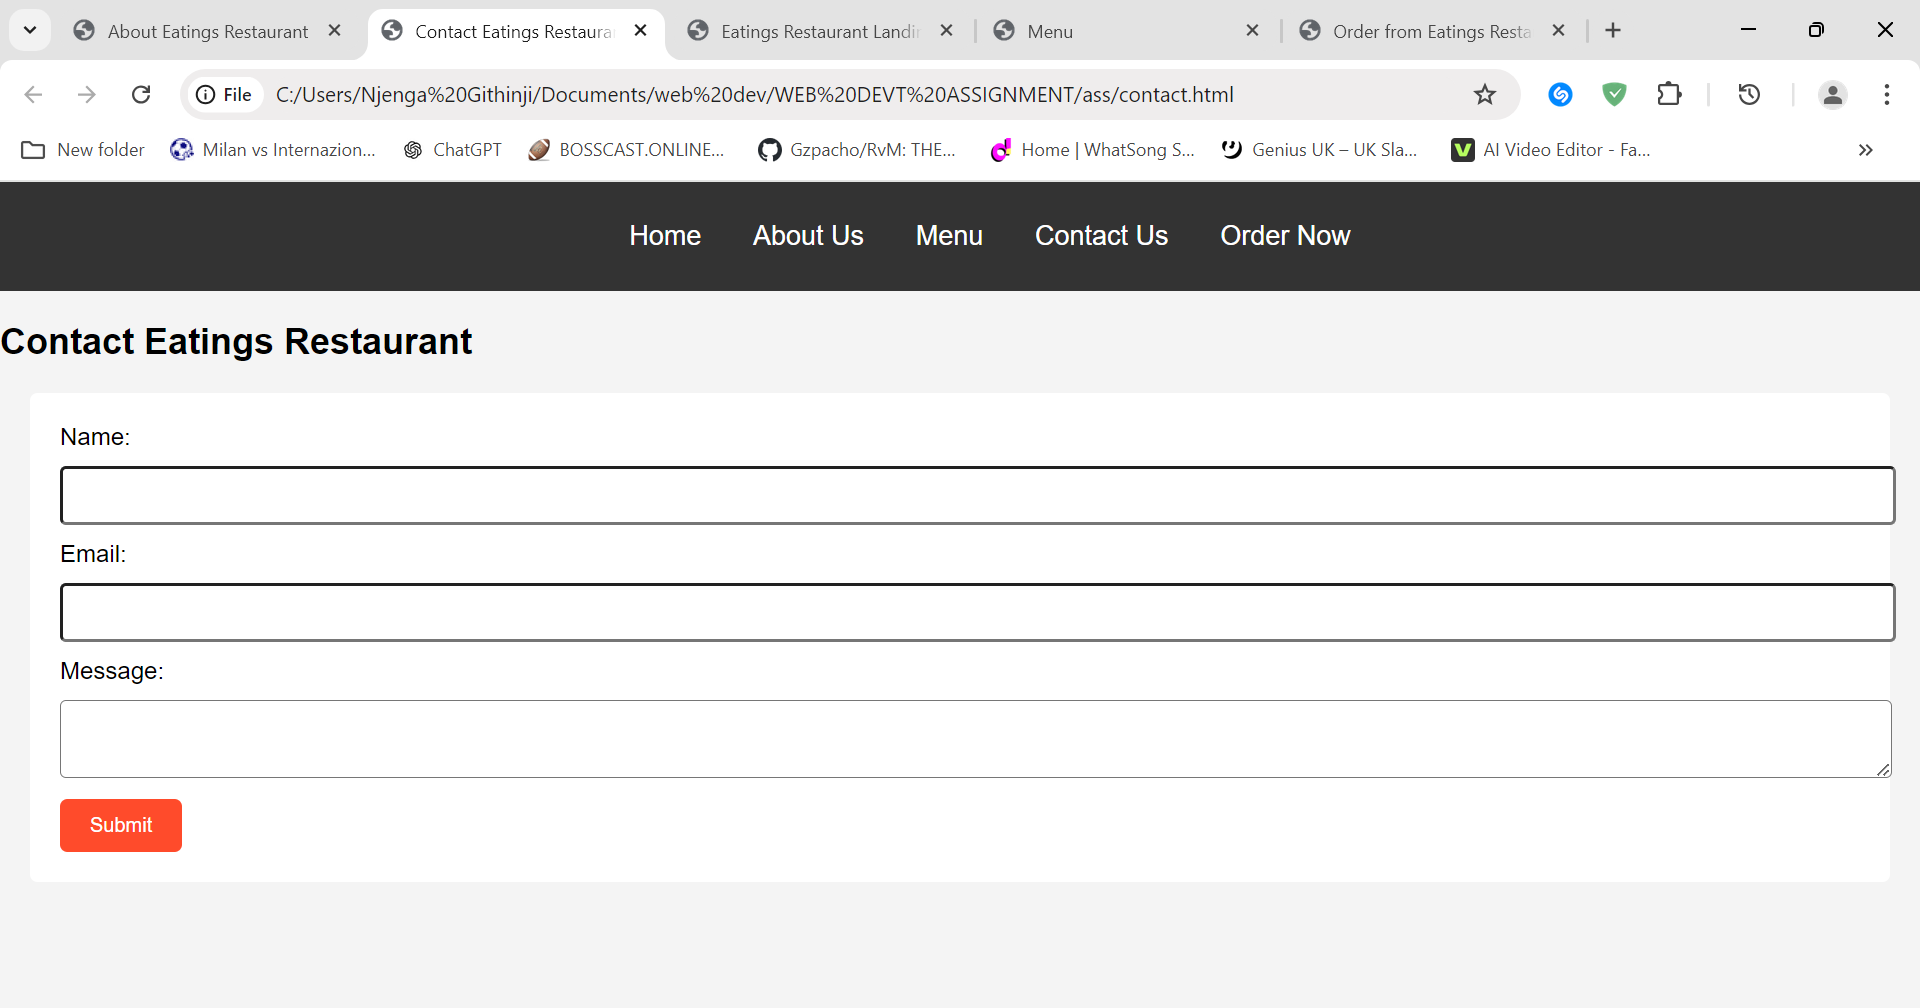 About Eatings Restaurant
Contact Eatings Restaura
Eatings Restaurant Landi
Menu
Order from Eatings Resta
File C:/Users/Njenga%20Githinji/Documents/web%20dev/WEB%20DEVT%20ASSIGNMENT/ass/contact.html
New folder
Milan vs Internazion...
ChatGPT
BOSSCAST.ONLINE...
Gzpacho/RvM: THE...
Home | WhatSong S...
Genius UK – UK Sla...
AI Video Editor - Fa...
Home
About Us
Menu
Contact Us
Order Now
Contact Eatings Restaurant
Name:
Email:
Message:
Submit